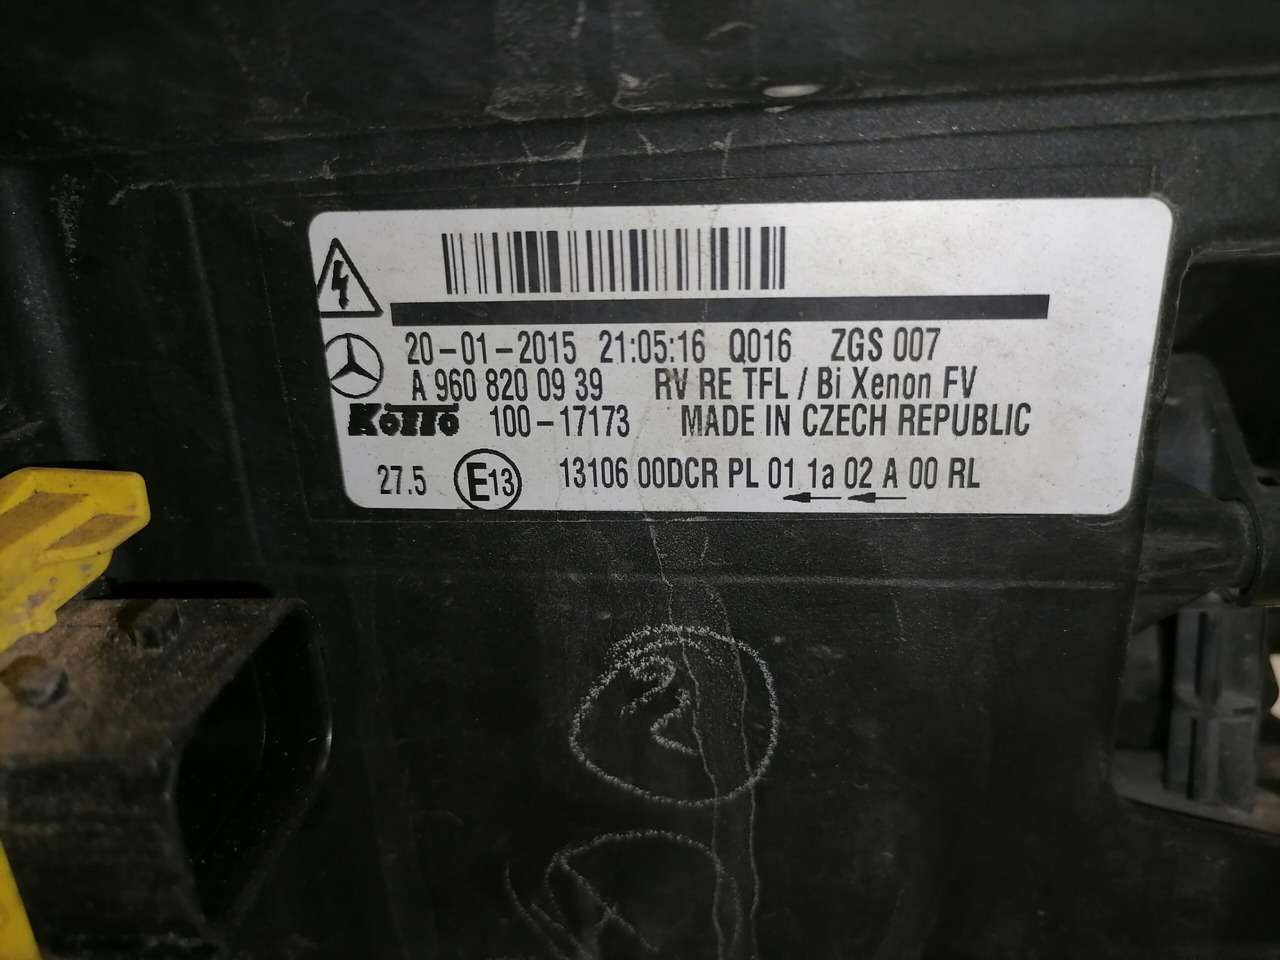 20-01-2015 21:05:16 Q016 ZGS 007
A 960 820 09 39 RV RE TFL / Bi Xenon FV
100-17173 MADE IN CZECH REPUBLIC
27.5 E13 13106 00DCR PL 01 1a 02 A 00 RL